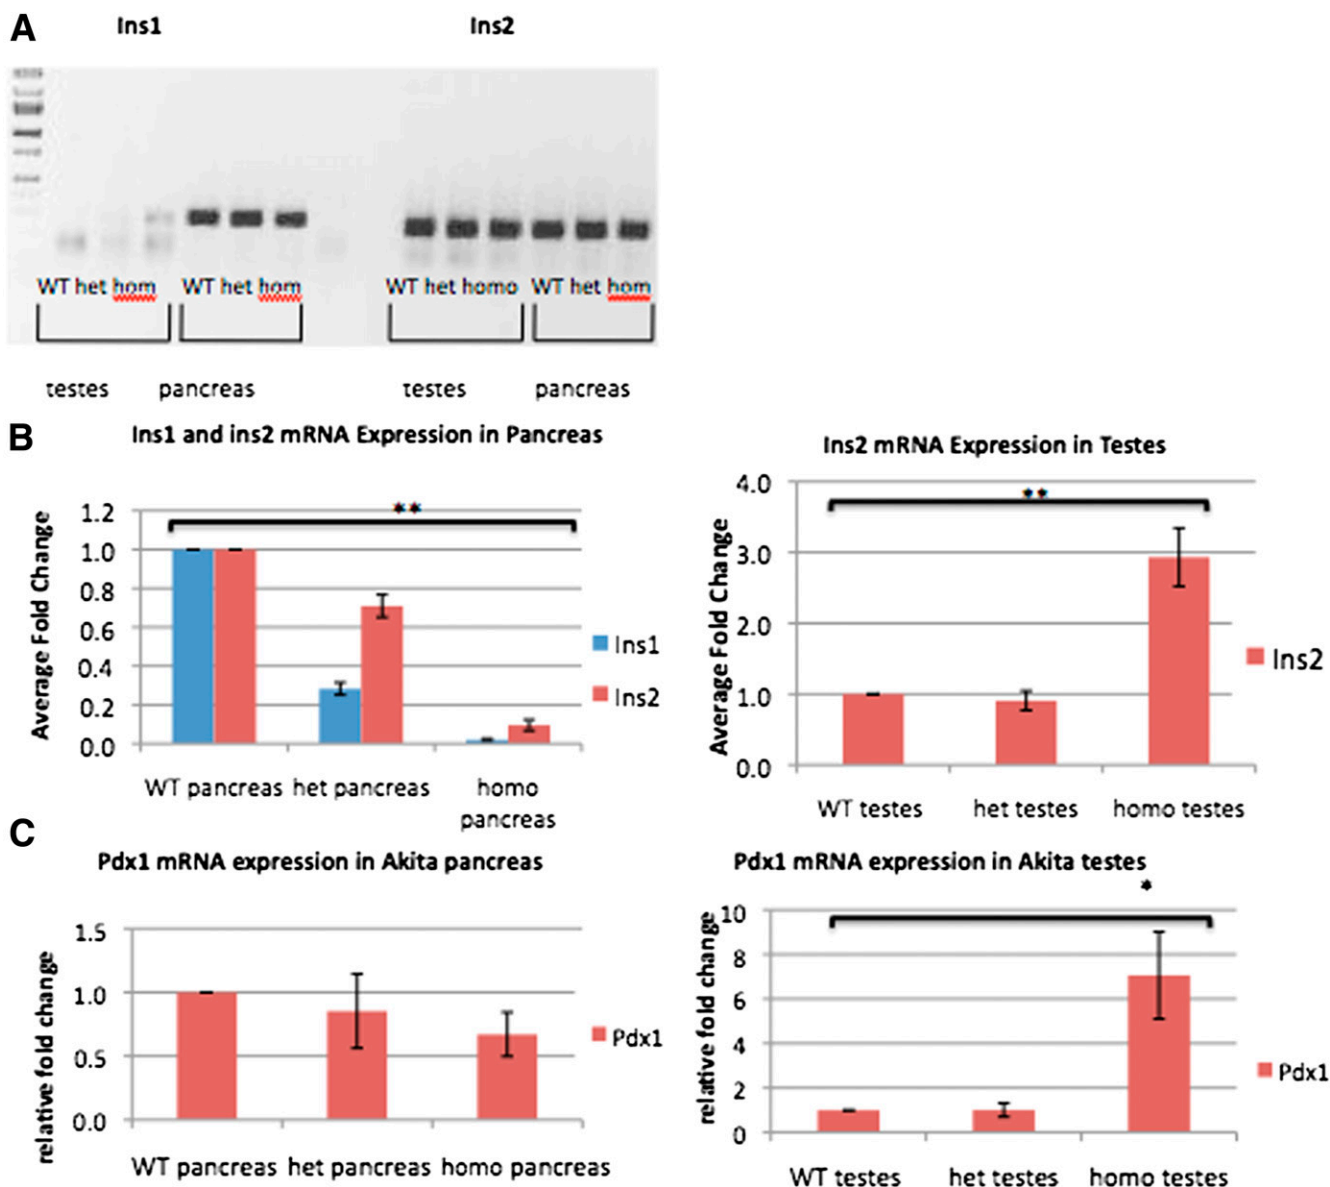 A
Ins1 Ins2
WT het hom WT het hom WT het homo WT het hom
testes pancreas testes pancreas
B
Ins1 and ins2 mRNA Expression in Pancreas
Average Fold Change
1.2
1.0
0.8
0.6
0.4
0.2
0.0
**
Ins1
Ins2
WT pancreas het pancreas homo
pancreas
Ins2 mRNA Expression in Testes
Average Fold Change
4.0
3.0
2.0
1.0
0.0
**
Ins2
WT testes het testes homo testes
C
Pdx1 mRNA expression in Akita pancreas
relative fold change
1.5
1.0
0.5
0.0
Pdx1
WT pancreas het pancreas homo pancreas
Pdx1 mRNA expression in Akita testes
*
relative fold change
10
8
6
4
2
0
Pdx1
WT testes het testes homo testes